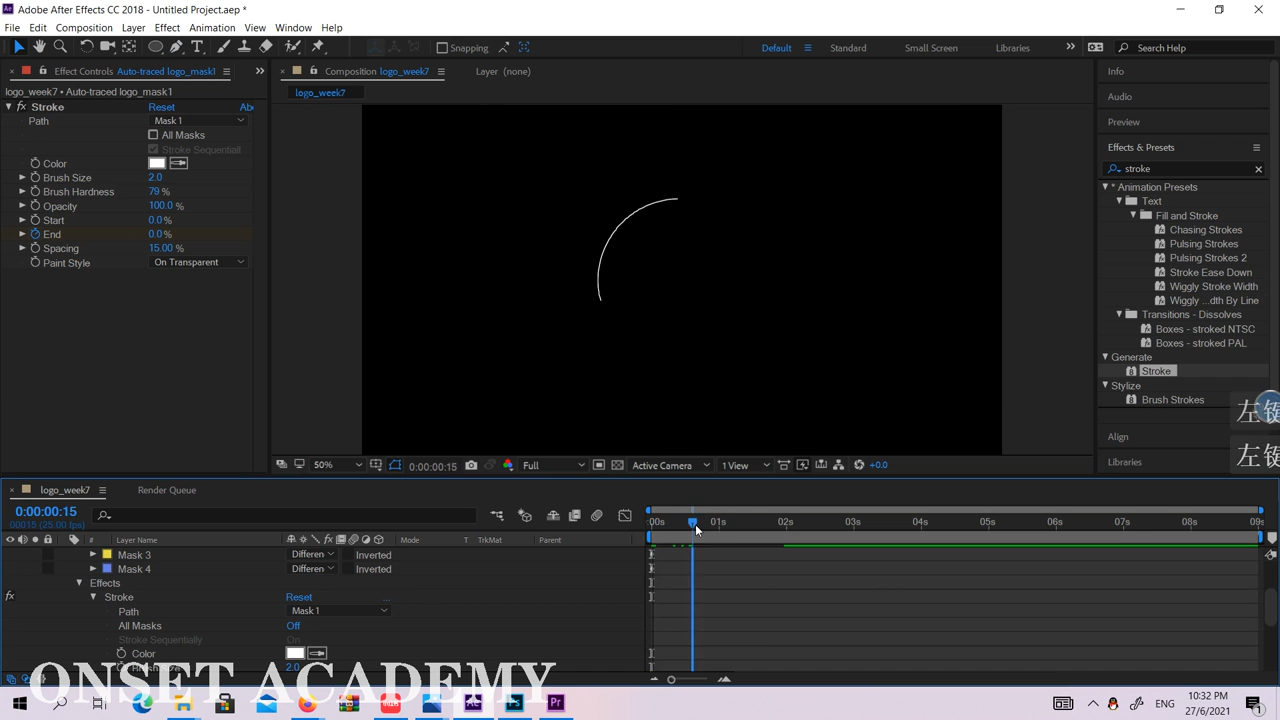 Adobe After Effects CC 2018 - Untitled Project.aep *
File Edit Composition Layer Effect Animation View Window Help
Snapping
Default Standard Small Screen Libraries
Search Help
Effect Controls Auto-traced logo_mask1
Composition logo_week7
Layer (none)
logo_week7 • Auto-traced logo_mask1
logo_week7
Stroke Reset Abo
Path Mask 1
All Masks
Stroke Sequentiall
Color
Brush Size 2.0
Brush Hardness 79 %
Opacity 100.0 %
Start 0.0 %
End 0.0 %
Spacing 15.00 %
Paint Style On Transparent
Info
Audio
Preview
Effects & Presets
stroke
* Animation Presets
Text
Fill and Stroke
Chasing Strokes
Pulsing Strokes
Pulsing Strokes 2
Stroke Ease Down
Wiggly Stroke Width
Wiggly ...dth By Line
Transitions - Dissolves
Boxes - stroked NTSC
Boxes - stroked PAL
Generate
Stroke
Stylize
Brush Strokes
Align
Libraries
左键
左键
50% 0:00:00:15 Full Active Camera 1 View +0.0
logo_week7 Render Queue
0:00:00:15
00015 (25.00 fps)
:00s 01s 02s 03s 04s 05s 06s 07s 08s 09s
# Layer Name Mode T TrkMat Parent
Mask 3 Differen Inverted
Mask 4 Differen Inverted
Effects
Stroke Reset ...
Path Mask 1
All Masks Off
Stroke Sequentially On
Color
Brush Size 2.0
ONSET ACADEMY
ENG
10:32 PM
27/6/2021